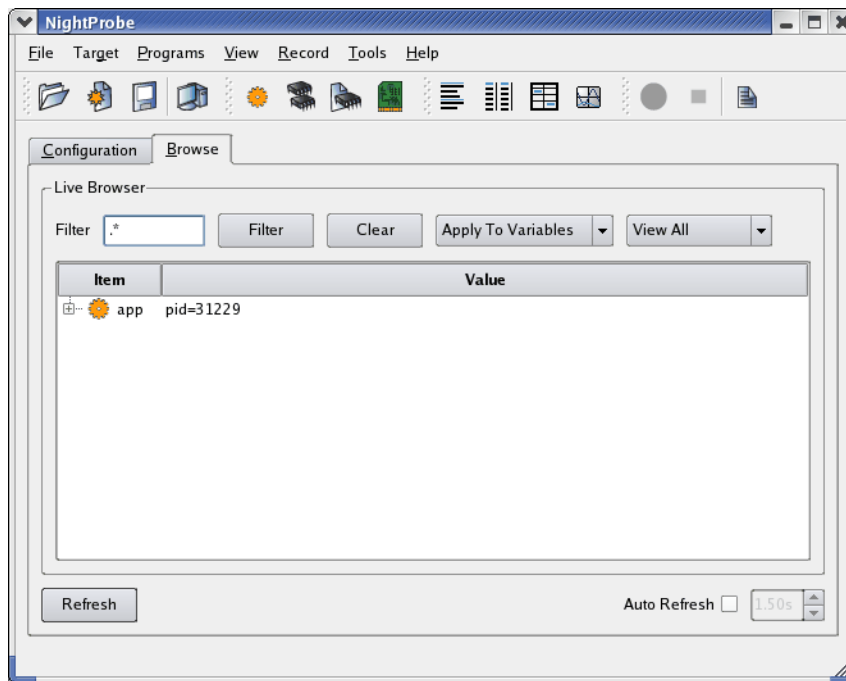 NightProbe
File Target Programs View Record Tools Help
Configuration Browse
Live Browser
Filter .* Filter Clear Apply To Variables View All
Item Value
app pid=31229
Refresh Auto Refresh 1.50s